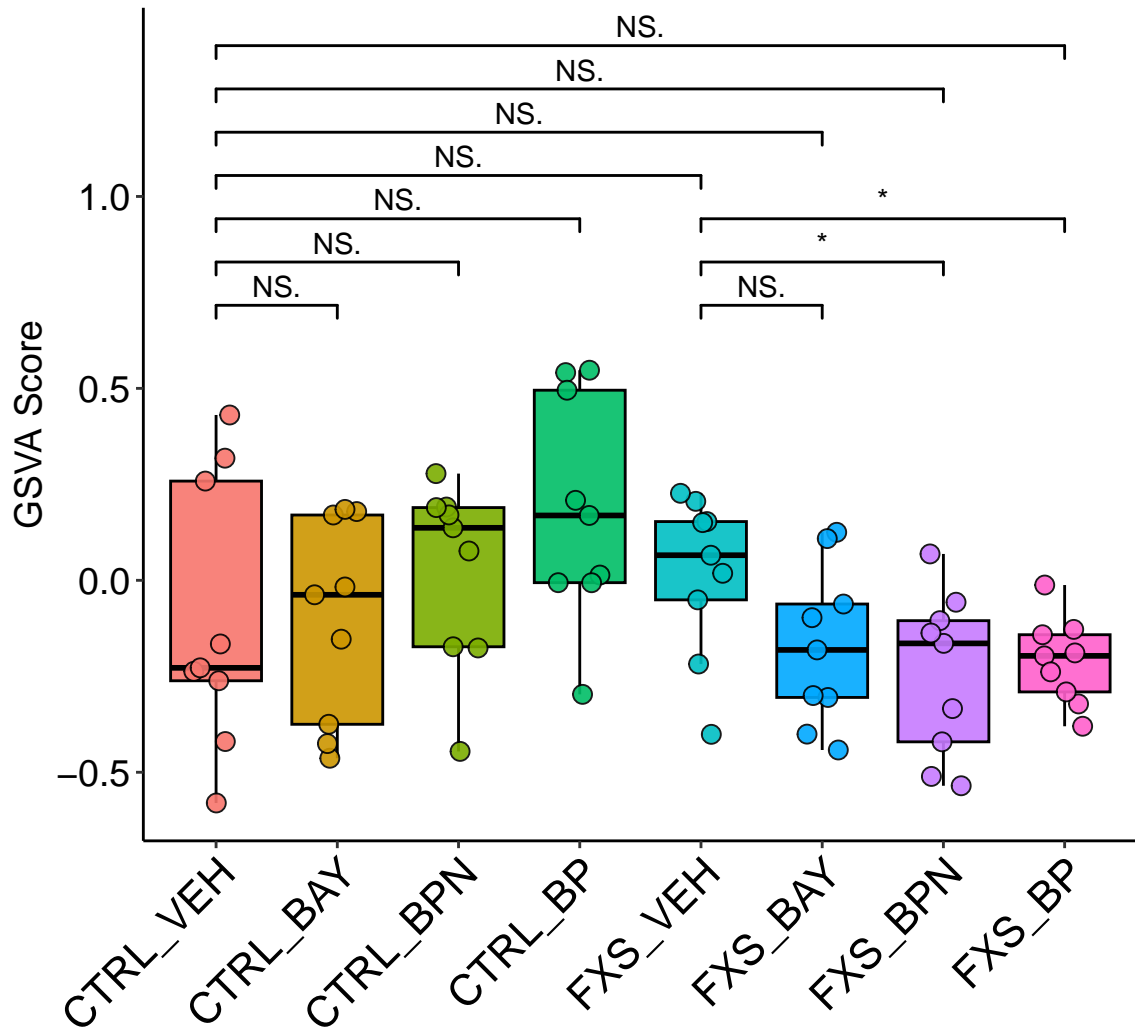 NS.
NS.
NS.
NS.
NS.
*
NS.
*
NS.
NS.
1.0
0.5
0.0
−0.5
GSVA Score
CTRL_VEH
CTRL_BAY
CTRL_BPN
CTRL_BP
FXS_VEH
FXS_BAY
FXS_BPN
FXS_BP